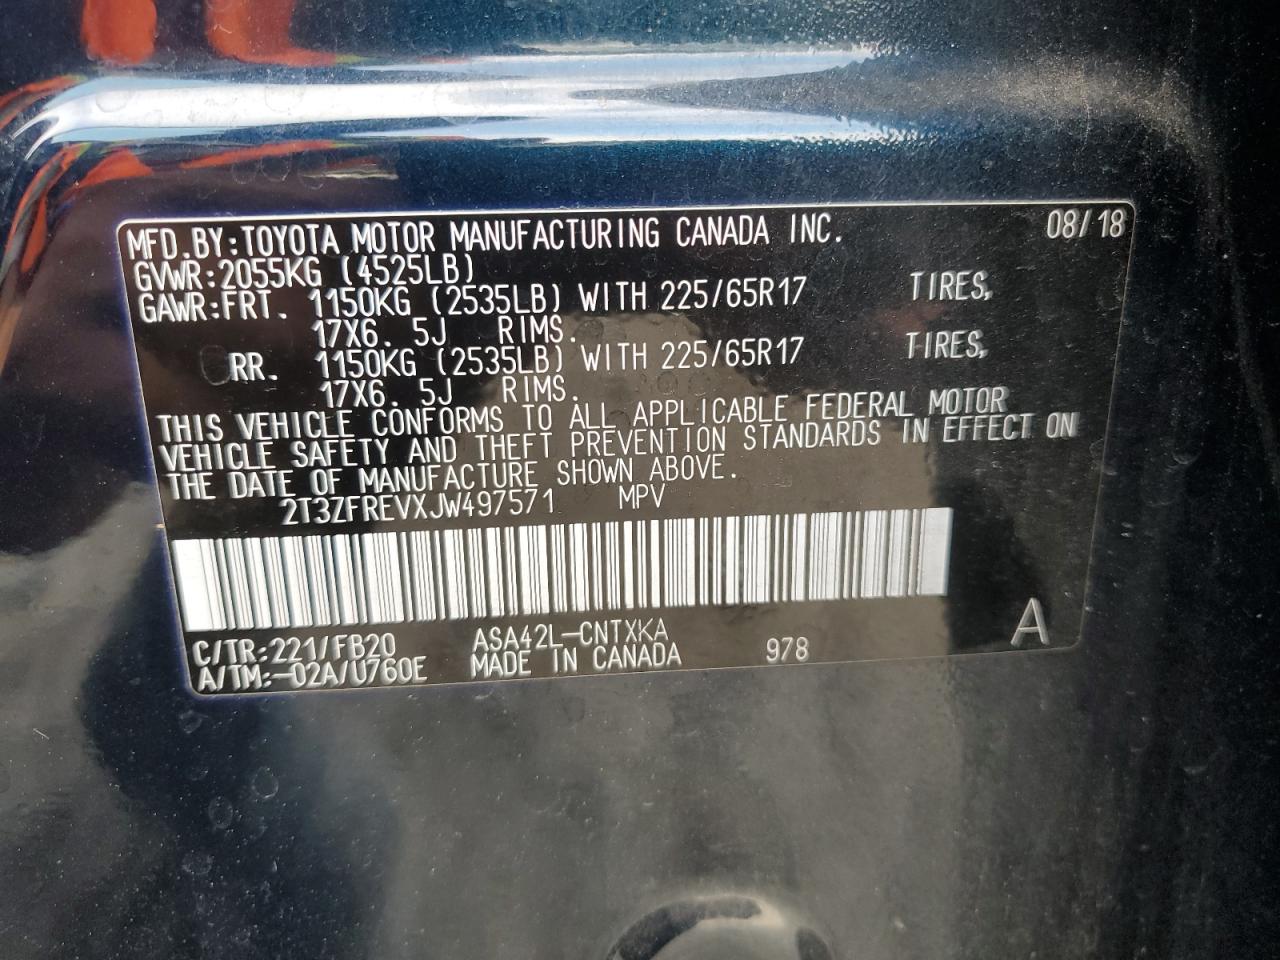 MFD.BY:TOYOTA MOTOR MANUFACTURING CANADA INC. 08/18
GVWR:2055KG (4525LB)
GAWR:FRT. 1150KG (2535LB) WITH 225/65R17 TIRES,
17X6. 5J RIMS.
RR. 1150KG (2535LB) WITH 225/65R17 TIRES,
17X6. 5J RIMS.
THIS VEHICLE CONFORMS TO ALL APPLICABLE FEDERAL MOTOR
VEHICLE SAFETY AND THEFT PREVENTION STANDARDS IN EFFECT ON
THE DATE OF MANUFACTURE SHOWN ABOVE.
2T3ZFREVXJW497571 MPV
C/TR:221/FB20 ASA42L-CNTXKA
A/TM:-02A/U760E MADE IN CANADA 978 A